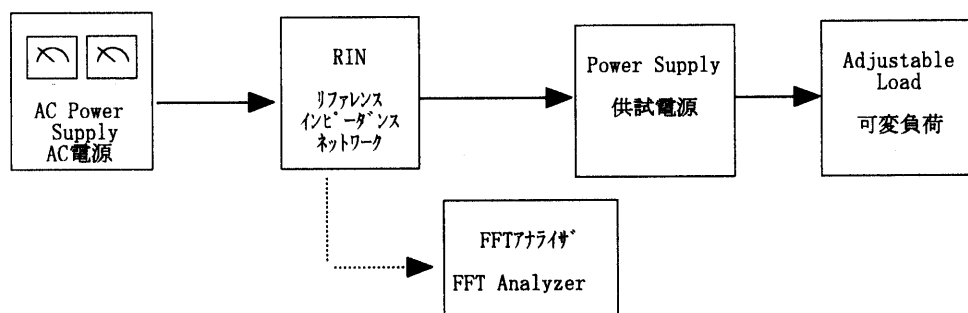 AC Power
Supply
AC電源
RIN
リファレンス
インピーダンス
ネットワーク
Power Supply
供試電源
Adjustable
Load
可変負荷
FFTアナライザ
FFT Analyzer